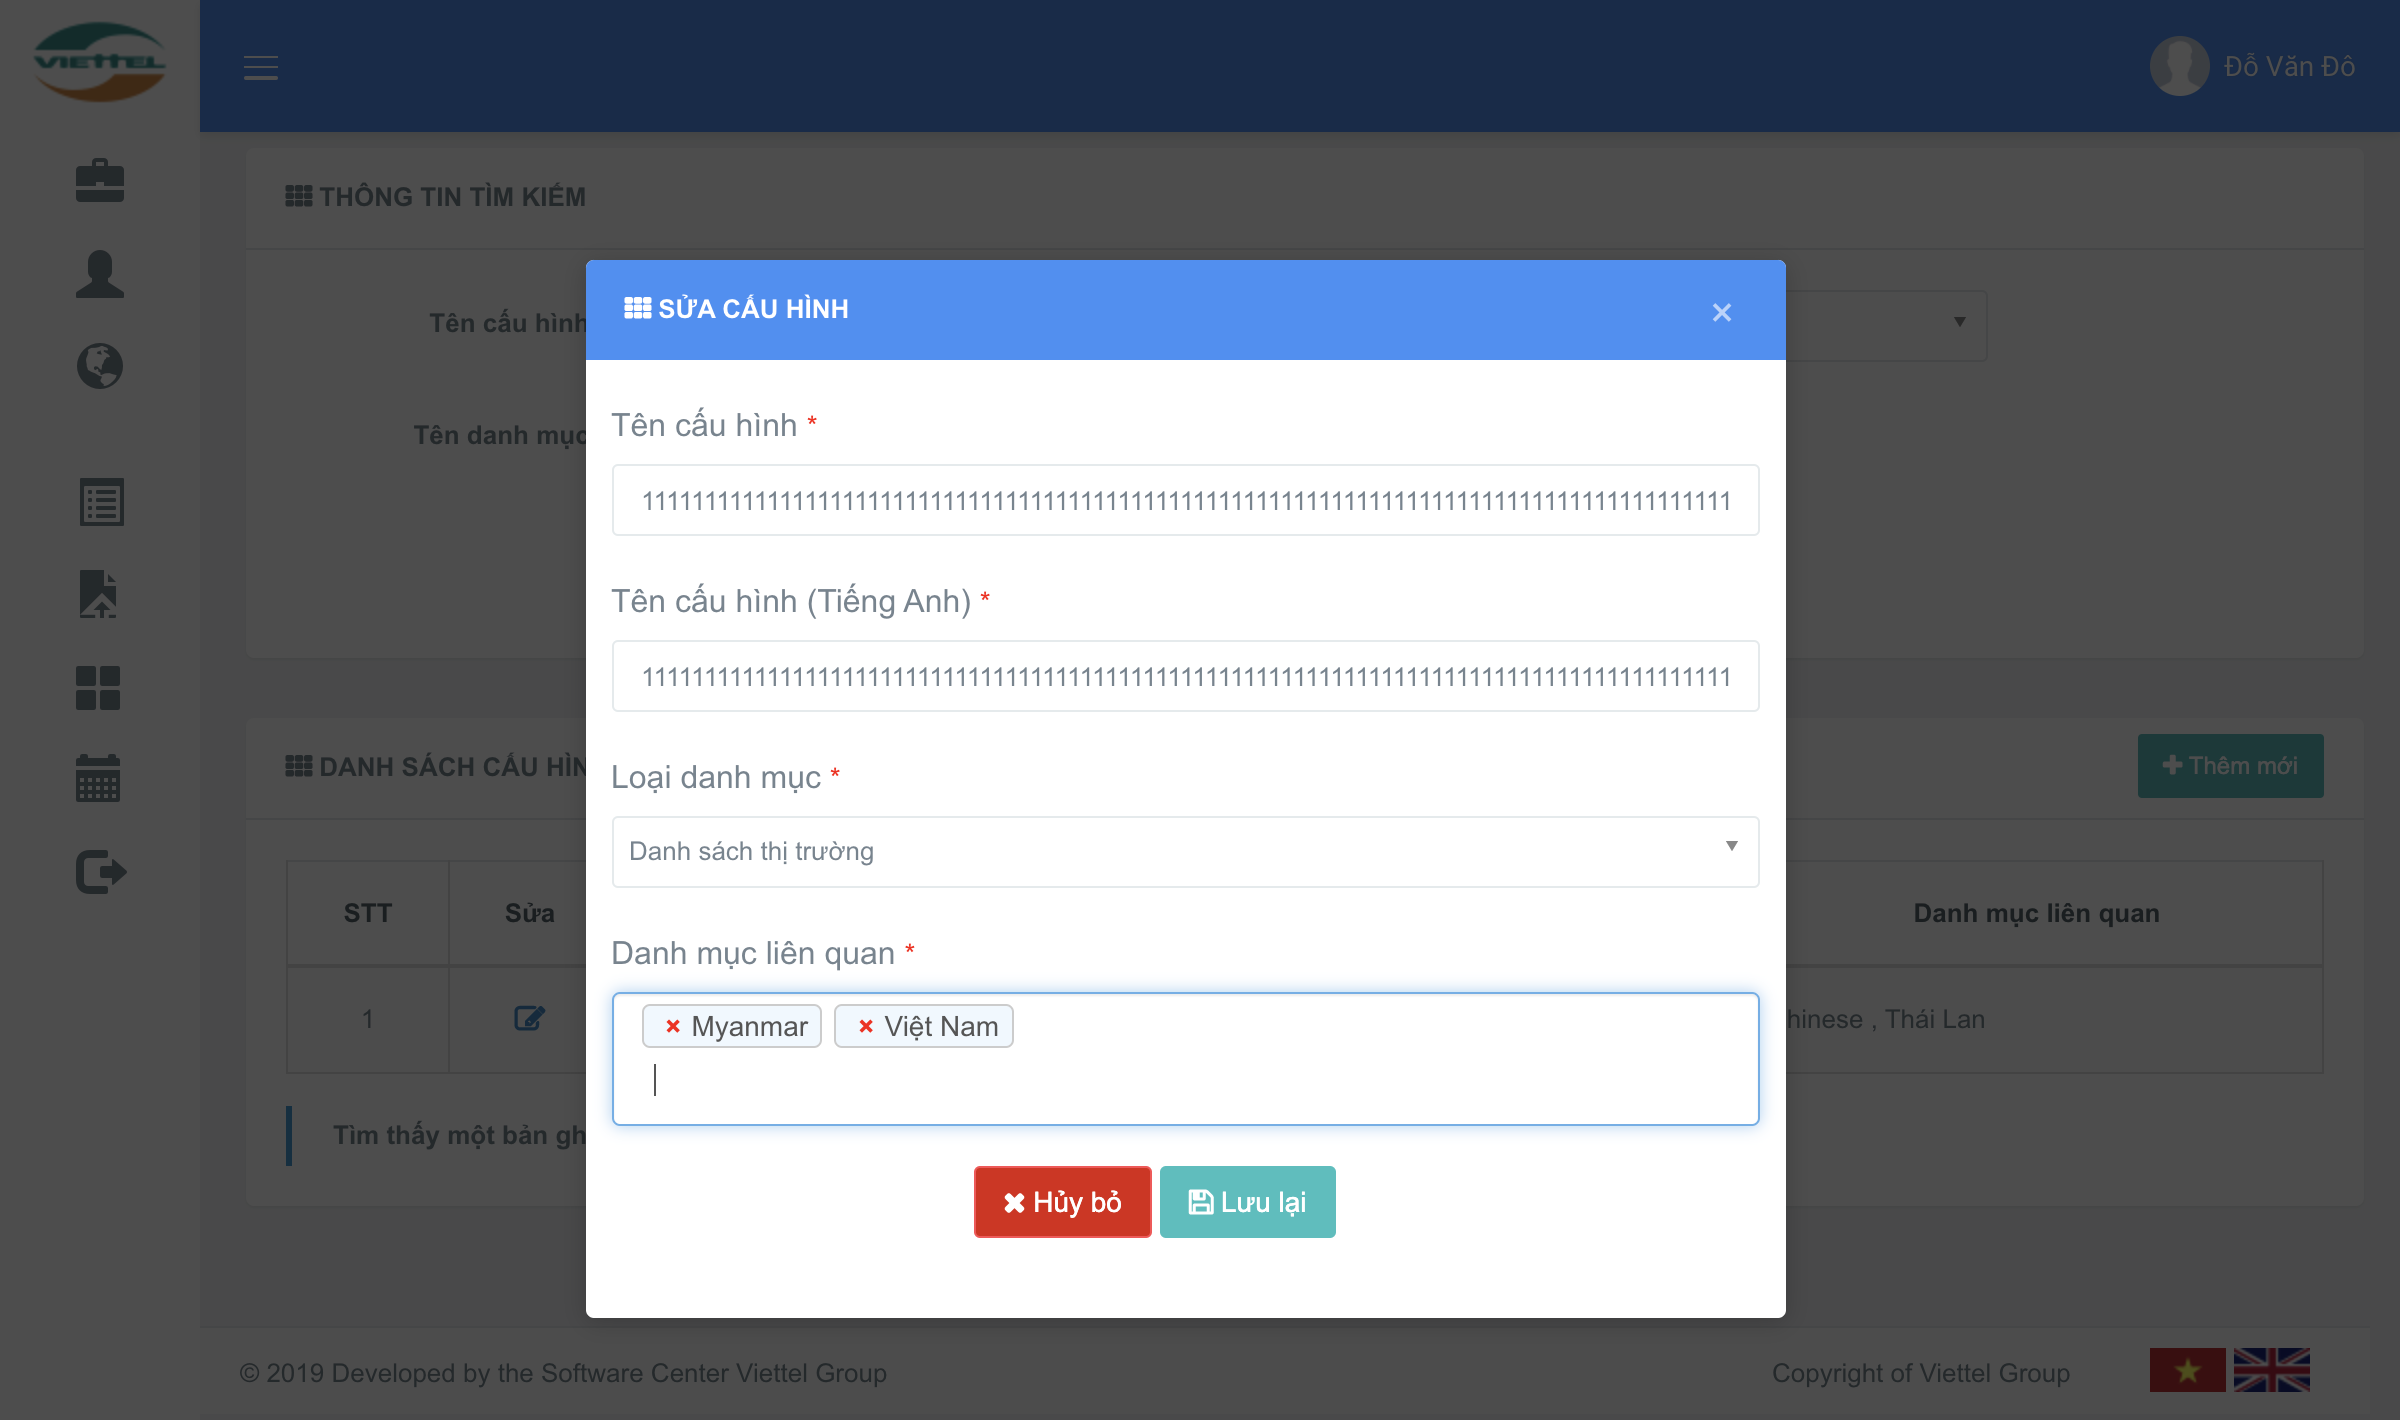 VIETTEL
Đỗ Văn Đô
THÔNG TIN TÌM KIẾM
Tên cấu hình
Tên danh mục
SỬA CẤU HÌNH
×
Tên cấu hình *
Tên cấu hình (Tiếng Anh) *
Loại danh mục *
Danh sách thị trường
Danh mục liên quan *
× Myanmar × Việt Nam
Hủy bỏ Lưu lại
DANH SÁCH CẤU HÌN
Thêm mới
STT Sửa Danh mục liên quan
1 hinese , Thái Lan
Tìm thấy một bản gh
© 2019 Developed by the Software Center Viettel Group Copyright of Viettel Group